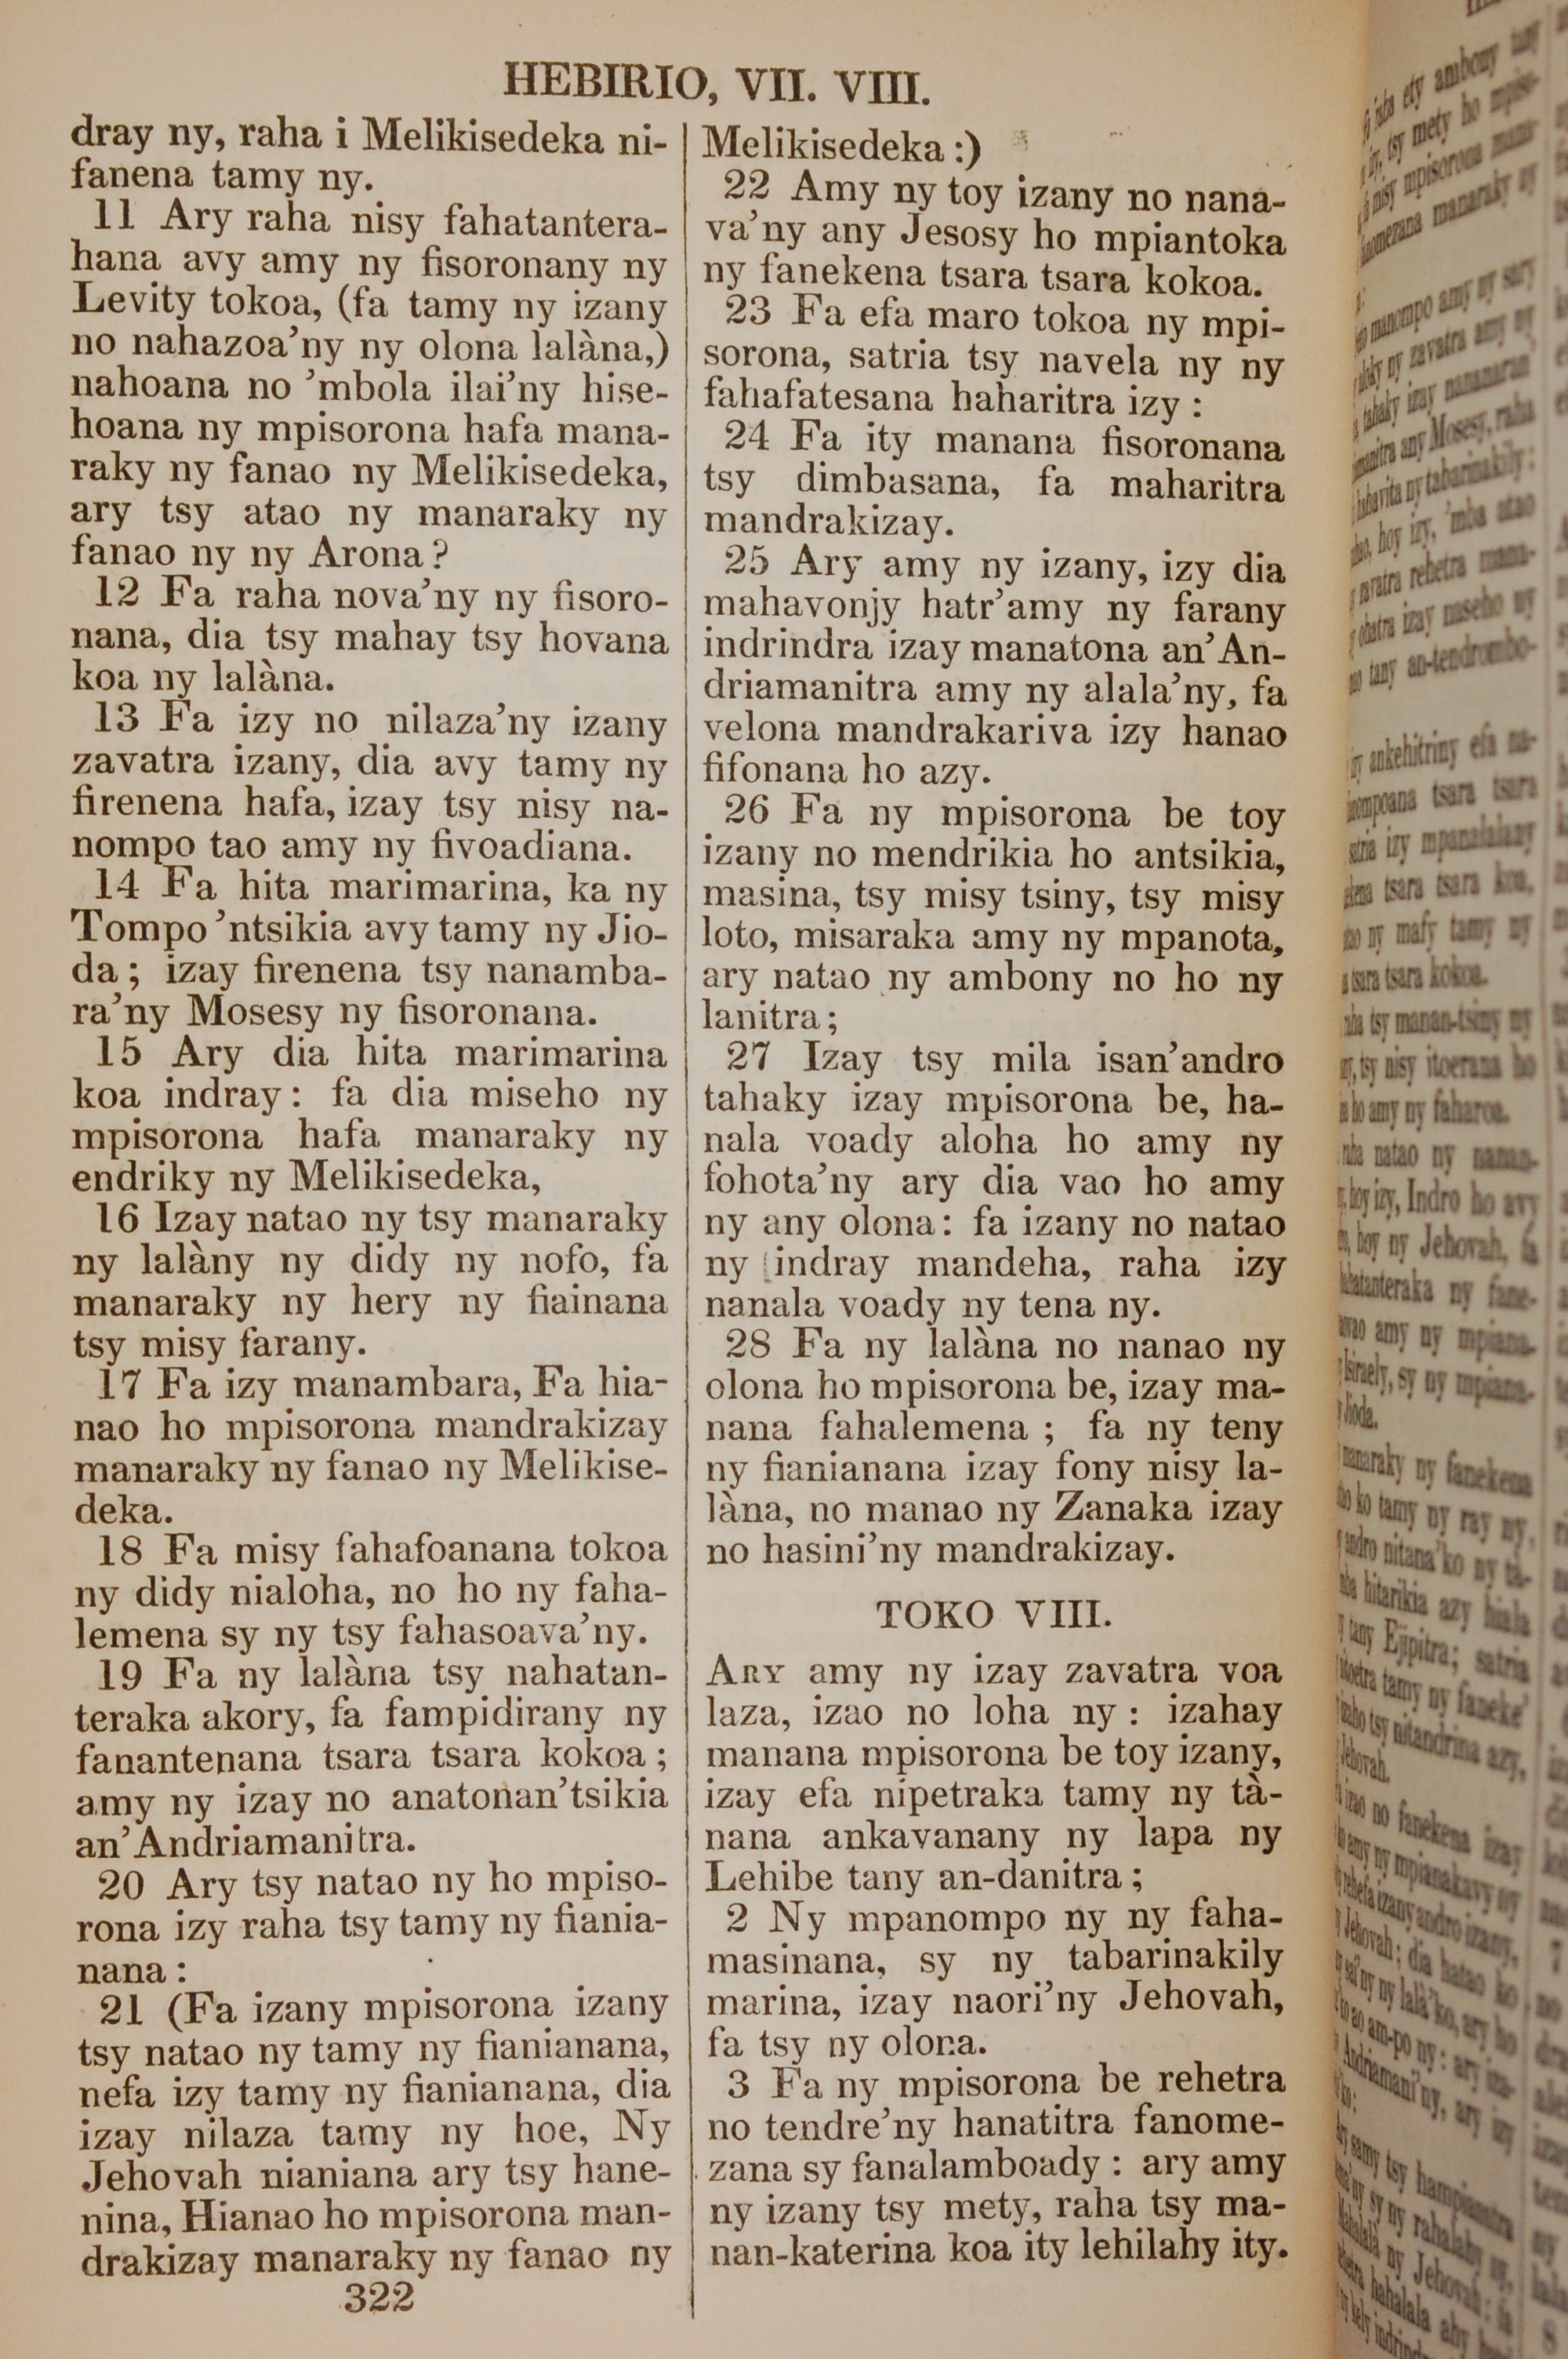 HEBIRIO, VII. VIII.
dray ny, raha i Melikisedeka ni-
fanena tamy ny.
11 Ary raha nisy fahatantera-
hana avy amy ny fisoronany ny
Levity tokoa, (fa tamy ny izany
no nahazoa’ny ny olona lalàna,)
nahoana no ’mbola ilai’ny hise-
hoana ny mpisorona hafa mana-
raky ny fanao ny Melikisedeka,
ary tsy atao ny manaraky ny
fanao ny ny Arona?
12 Fa raha nova’ny ny fisoro-
nana, dia tsy mahay tsy hovana
koa ny lalàna.
13 Fa izy no nilaza’ny izany
zavatra izany, dia avy tamy ny
firenena hafa, izay tsy nisy na-
nompo tao amy ny fivoadiana.
14 Fa hita marimarina, ka ny
Tompo ’ntsikia avy tamy ny Jio-
da; izay firenena tsy nanamba-
ra’ny Mosesy ny fisoronana.
15 Ary dia hita marimarina
koa indray: fa dia miseho ny
mpisorona hafa manaraky ny
endriky ny Melikisedeka,
16 Izay natao ny tsy manaraky
ny lalàny ny didy ny nofo, fa
manaraky ny hery ny fiainana
tsy misy farany.
17 Fa izy manambara, Fa hia-
nao ho mpisorona mandrakizay
manaraky ny fanao ny Melikise-
deka.
18 Fa misy fahafoanana tokoa
ny didy nialoha, no ho ny faha-
lemena sy ny tsy fahasoava’ny.
19 Fa ny lalàna tsy nahatan-
teraka akory, fa fampidirany ny
fanantenana tsara tsara kokoa;
amy ny izay no anatonan’tsikia
an’Andriamanitra.
20 Ary tsy natao ny ho mpiso-
rona izy raha tsy tamy ny fiania-
nana:
21 (Fa izany mpisorona izany
tsy natao ny tamy ny fianianana,
nefa izy tamy ny fianianana, dia
izay nilaza tamy ny hoe, Ny
Jehovah nianiana ary tsy hane-
nina, Hianao ho mpisorona man-
drakizay manaraky ny fanao ny
322
Melikisedeka:)
22 Amy ny toy izany no nana-
va’ny any Jesosy ho mpiantoka
ny fanekena tsara tsara kokoa.
23 Fa efa maro tokoa ny mpi-
sorona, satria tsy navela ny ny
fahafatesana haharitra izy:
24 Fa ity manana fisoronana
tsy dimbasana, fa maharitra
mandrakizay.
25 Ary amy ny izany, izy dia
mahavonjy hatr’amy ny farany
indrindra izay manatona an’An-
driamanitra amy ny alala’ny, fa
velona mandrakariva izy hanao
fifonana ho azy.
26 Fa ny mpisorona be toy
izany no mendrikia ho antsikia,
masina, tsy misy tsiny, tsy misy
loto, misaraka amy ny mpanota,
ary natao ny ambony no ho ny
lanitra;
27 Izay tsy mila isan’andro
tahaky izay mpisorona be, ha-
nala voady aloha ho amy ny
fohota’ny ary dia vao ho amy
ny any olona: fa izany no natao
ny indray mandeha, raha izy
nanala voady ny tena ny.
28 Fa ny lalàna no nanao ny
olona ho mpisorona be, izay ma-
nana fahalemena; fa ny teny
ny fianianana izay fony nisy la-
làna, no manao ny Zanaka izay
no hasini’ny mandrakizay.
TOKO VIII.
ARY amy ny izay zavatra voa
laza, izao no loha ny: izahay
manana mpisorona be toy izany,
izay efa nipetraka tamy ny tà-
nana ankavanany ny lapa ny
Lehibe tany an-danitra;
2 Ny mpanompo ny ny faha-
masinana, sy ny tabarinakily
marina, izay naori’ny Jehovah,
fa tsy ny olona.
3 Fa ny mpisorona be rehetra
no tendre’ny hanatitra fanome-
zana sy fanalamboady: ary amy
ny izany tsy mety, raha tsy ma-
nan-katerina koa ity lehilahy ity.